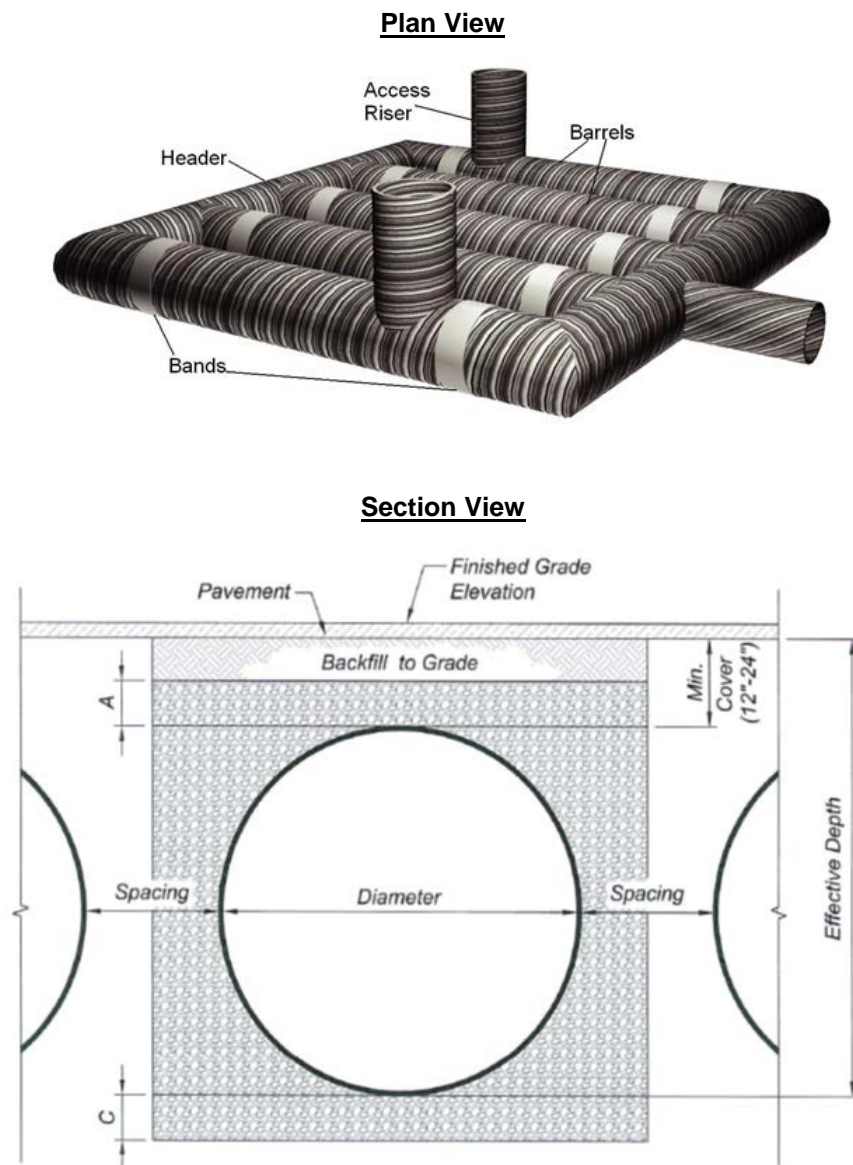 Plan View
Access
Riser
Barrels
Header
Bands
Section View
Finished Grade
Elevation
Pavement
Backfill to Grade
Min.
Cover
(12"-24")
A
Spacing
Diameter
Spacing
Effective Depth
C